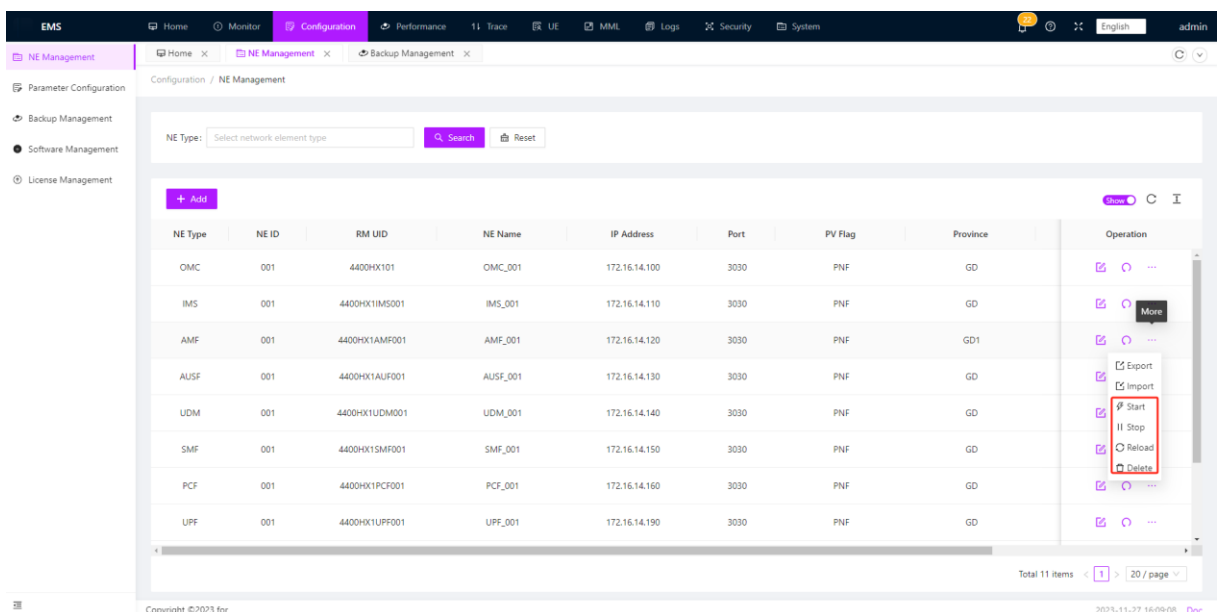 EMS Home Monitor Configuration Performance Trace UE MML Logs Security System 22 English admin
NE Management Home NE Management Backup Management
Parameter Configuration Configuration / NE Management
Backup Management
Software Management NE Type: Select network element type Search Reset
License Management
+ Add Show
NE Type NE ID RM UID NE Name IP Address Port PV Flag Province Operation
OMC 001 4400HX101 OMC_001 172.16.14.100 3030 PNF GD
IMS 001 4400HX1IMS001 IMS_001 172.16.14.110 3030 PNF GD
More
AMF 001 4400HX1AMF001 AMF_001 172.16.14.120 3030 PNF GD1
Export
AUSF 001 4400HX1AUF001 AUSF_001 172.16.14.130 3030 PNF GD
Import
Start
UDM 001 4400HX1UDM001 UDM_001 172.16.14.140 3030 PNF GD
Stop
SMF 001 4400HX1SMF001 SMF_001 172.16.14.150 3030 PNF GD
Reload
Delete
PCF 001 4400HX1PCF001 PCF_001 172.16.14.160 3030 PNF GD
UPF 001 4400HX1UPF001 UPF_001 172.16.14.190 3030 PNF GD
Total 11 items < 1 > 20 / page
Copyright ©2023 for 2023-11-27 16:09:08 Doc